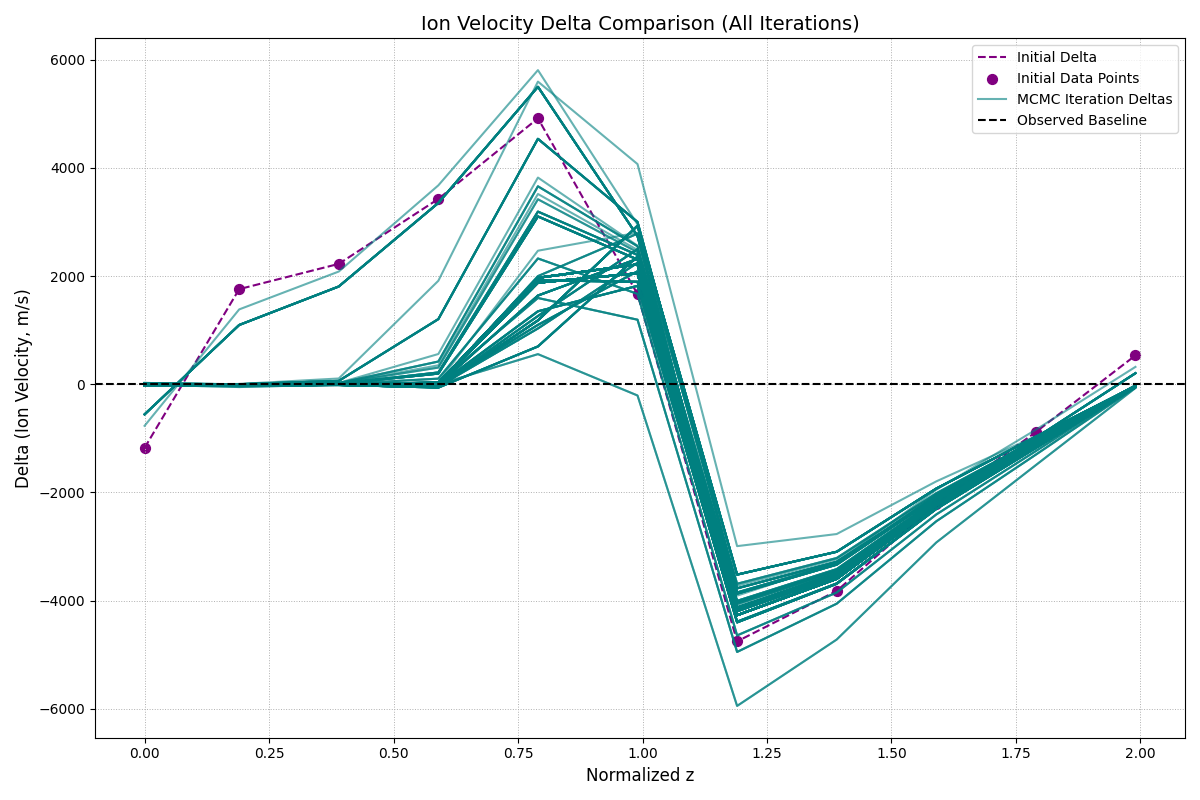 Ion Velocity Delta Comparison (All Iterations)
Initial Delta
Initial Data Points
MCMC Iteration Deltas
Observed Baseline
Delta (Ion Velocity, m/s)
6000
4000
2000
0
−2000
−4000
−6000
0.00 0.25 0.50 0.75 1.00 1.25 1.50 1.75 2.00
Normalized z